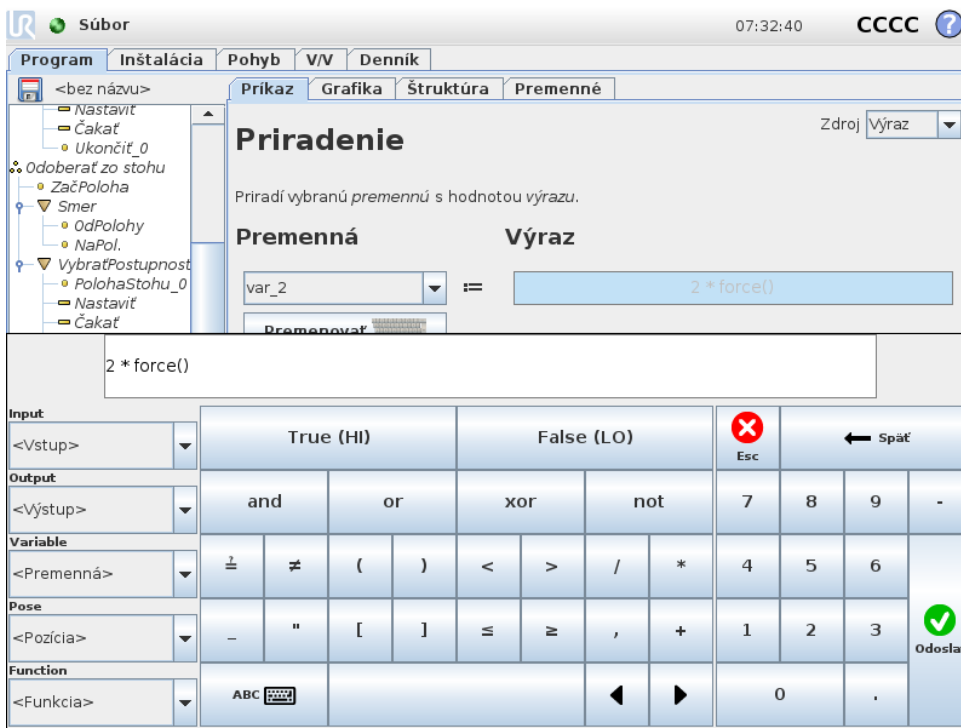 UR Súbor 07:32:40 CCCC ?
Program Inštalácia Pohyb V/V Denník
<bez názvu> Príkaz Grafika Štruktúra Premenné
Nastaviť
Čakať
Ukončiť_0
Odoberať zo stohu
ZačPoloha
Smer
OdPolohy
NaPol.
VybraťPostupnost
PolohaStohu_0
Nastaviť
Čakať
Priradenie
Zdroj Výraz
Priradí vybranú premennú s hodnotou výrazu.
Premenná Výraz
var_2 := 2 * force()
Premenovať
2 * force()
Input
<Vstup> True (HI) False (LO) Esc Späť
Output
<Výstup> and or xor not 7 8 9 -
Variable
<Premenná> ≟ ≠ ( ) < > / * 4 5 6
Pose
<Pozícia> _ " [ ] ≤ ≥ , + 1 2 3 Odoslať
Function
<Funkcia> ABC 0 .